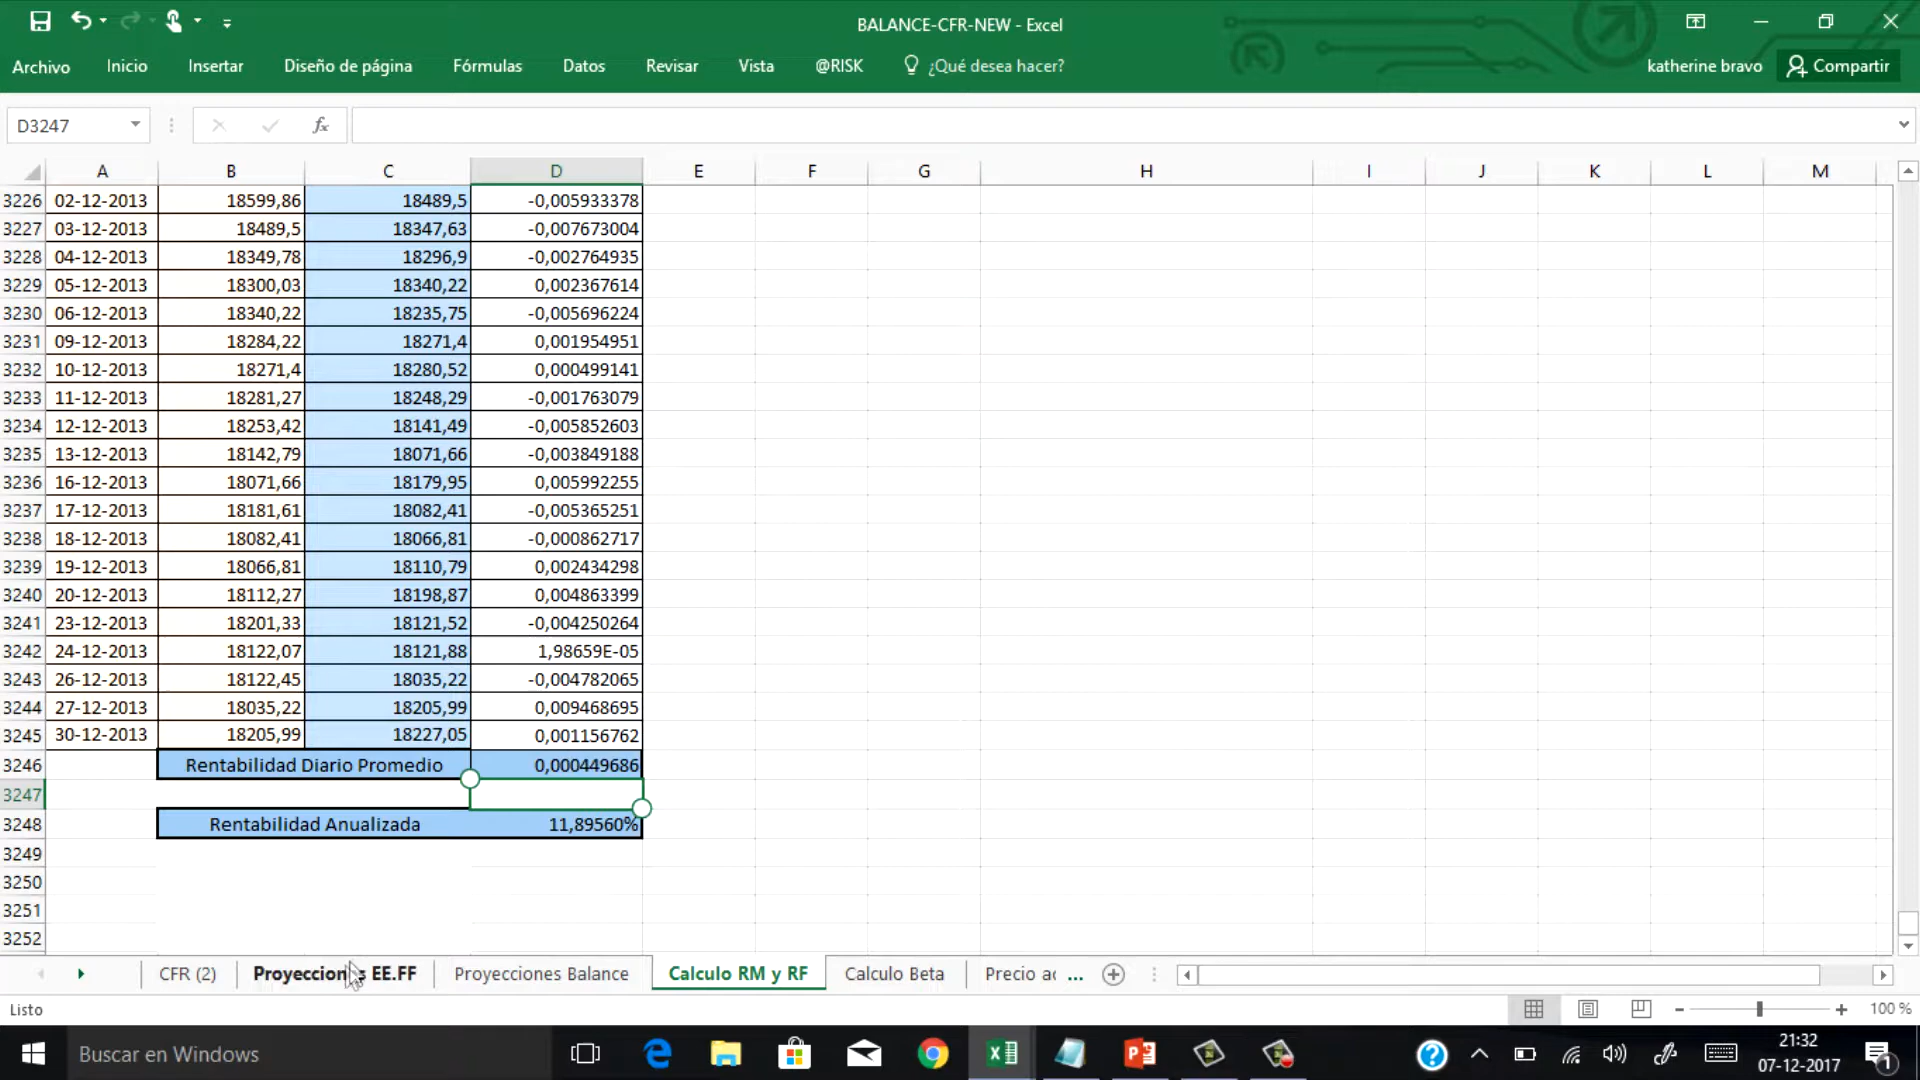 BALANCE-CFR-NEW - Excel
Archivo Inicio Insertar Diseño de página Fórmulas Datos Revisar Vista @RISK ¿Qué desea hacer? katherine bravo Compartir
D3247 fx
A B C D E F G H I J K L M
3226 02-12-2013 18599,86 18489,5 -0,005933378
3227 03-12-2013 18489,5 18347,63 -0,007673004
3228 04-12-2013 18349,78 18296,9 -0,002764935
3229 05-12-2013 18300,03 18340,22 0,002367614
3230 06-12-2013 18340,22 18235,75 -0,005696224
3231 09-12-2013 18284,22 18271,4 0,001954951
3232 10-12-2013 18271,4 18280,52 0,000499141
3233 11-12-2013 18281,27 18248,29 -0,001763079
3234 12-12-2013 18253,42 18141,49 -0,005852603
3235 13-12-2013 18142,79 18071,66 -0,003849188
3236 16-12-2013 18071,66 18179,95 0,005992255
3237 17-12-2013 18181,61 18082,41 -0,005365251
3238 18-12-2013 18082,41 18066,81 -0,000862717
3239 19-12-2013 18066,81 18110,79 0,002434298
3240 20-12-2013 18112,27 18198,87 0,004863399
3241 23-12-2013 18201,33 18121,52 -0,004250264
3242 24-12-2013 18122,07 18121,88 1,98659E-05
3243 26-12-2013 18122,45 18035,22 -0,004782065
3244 27-12-2013 18035,22 18205,99 0,009468695
3245 30-12-2013 18205,99 18227,05 0,001156762
3246 Rentabilidad Diario Promedio 0,000449686
3247
3248 Rentabilidad Anualizada 11,89560%
3249
3250
3251
3252
CFR (2) Proyecciones EE.FF Proyecciones Balance Calculo RM y RF Calculo Beta Precio ac ...
Listo 100 %
Buscar en Windows 21:32
07-12-2017 1